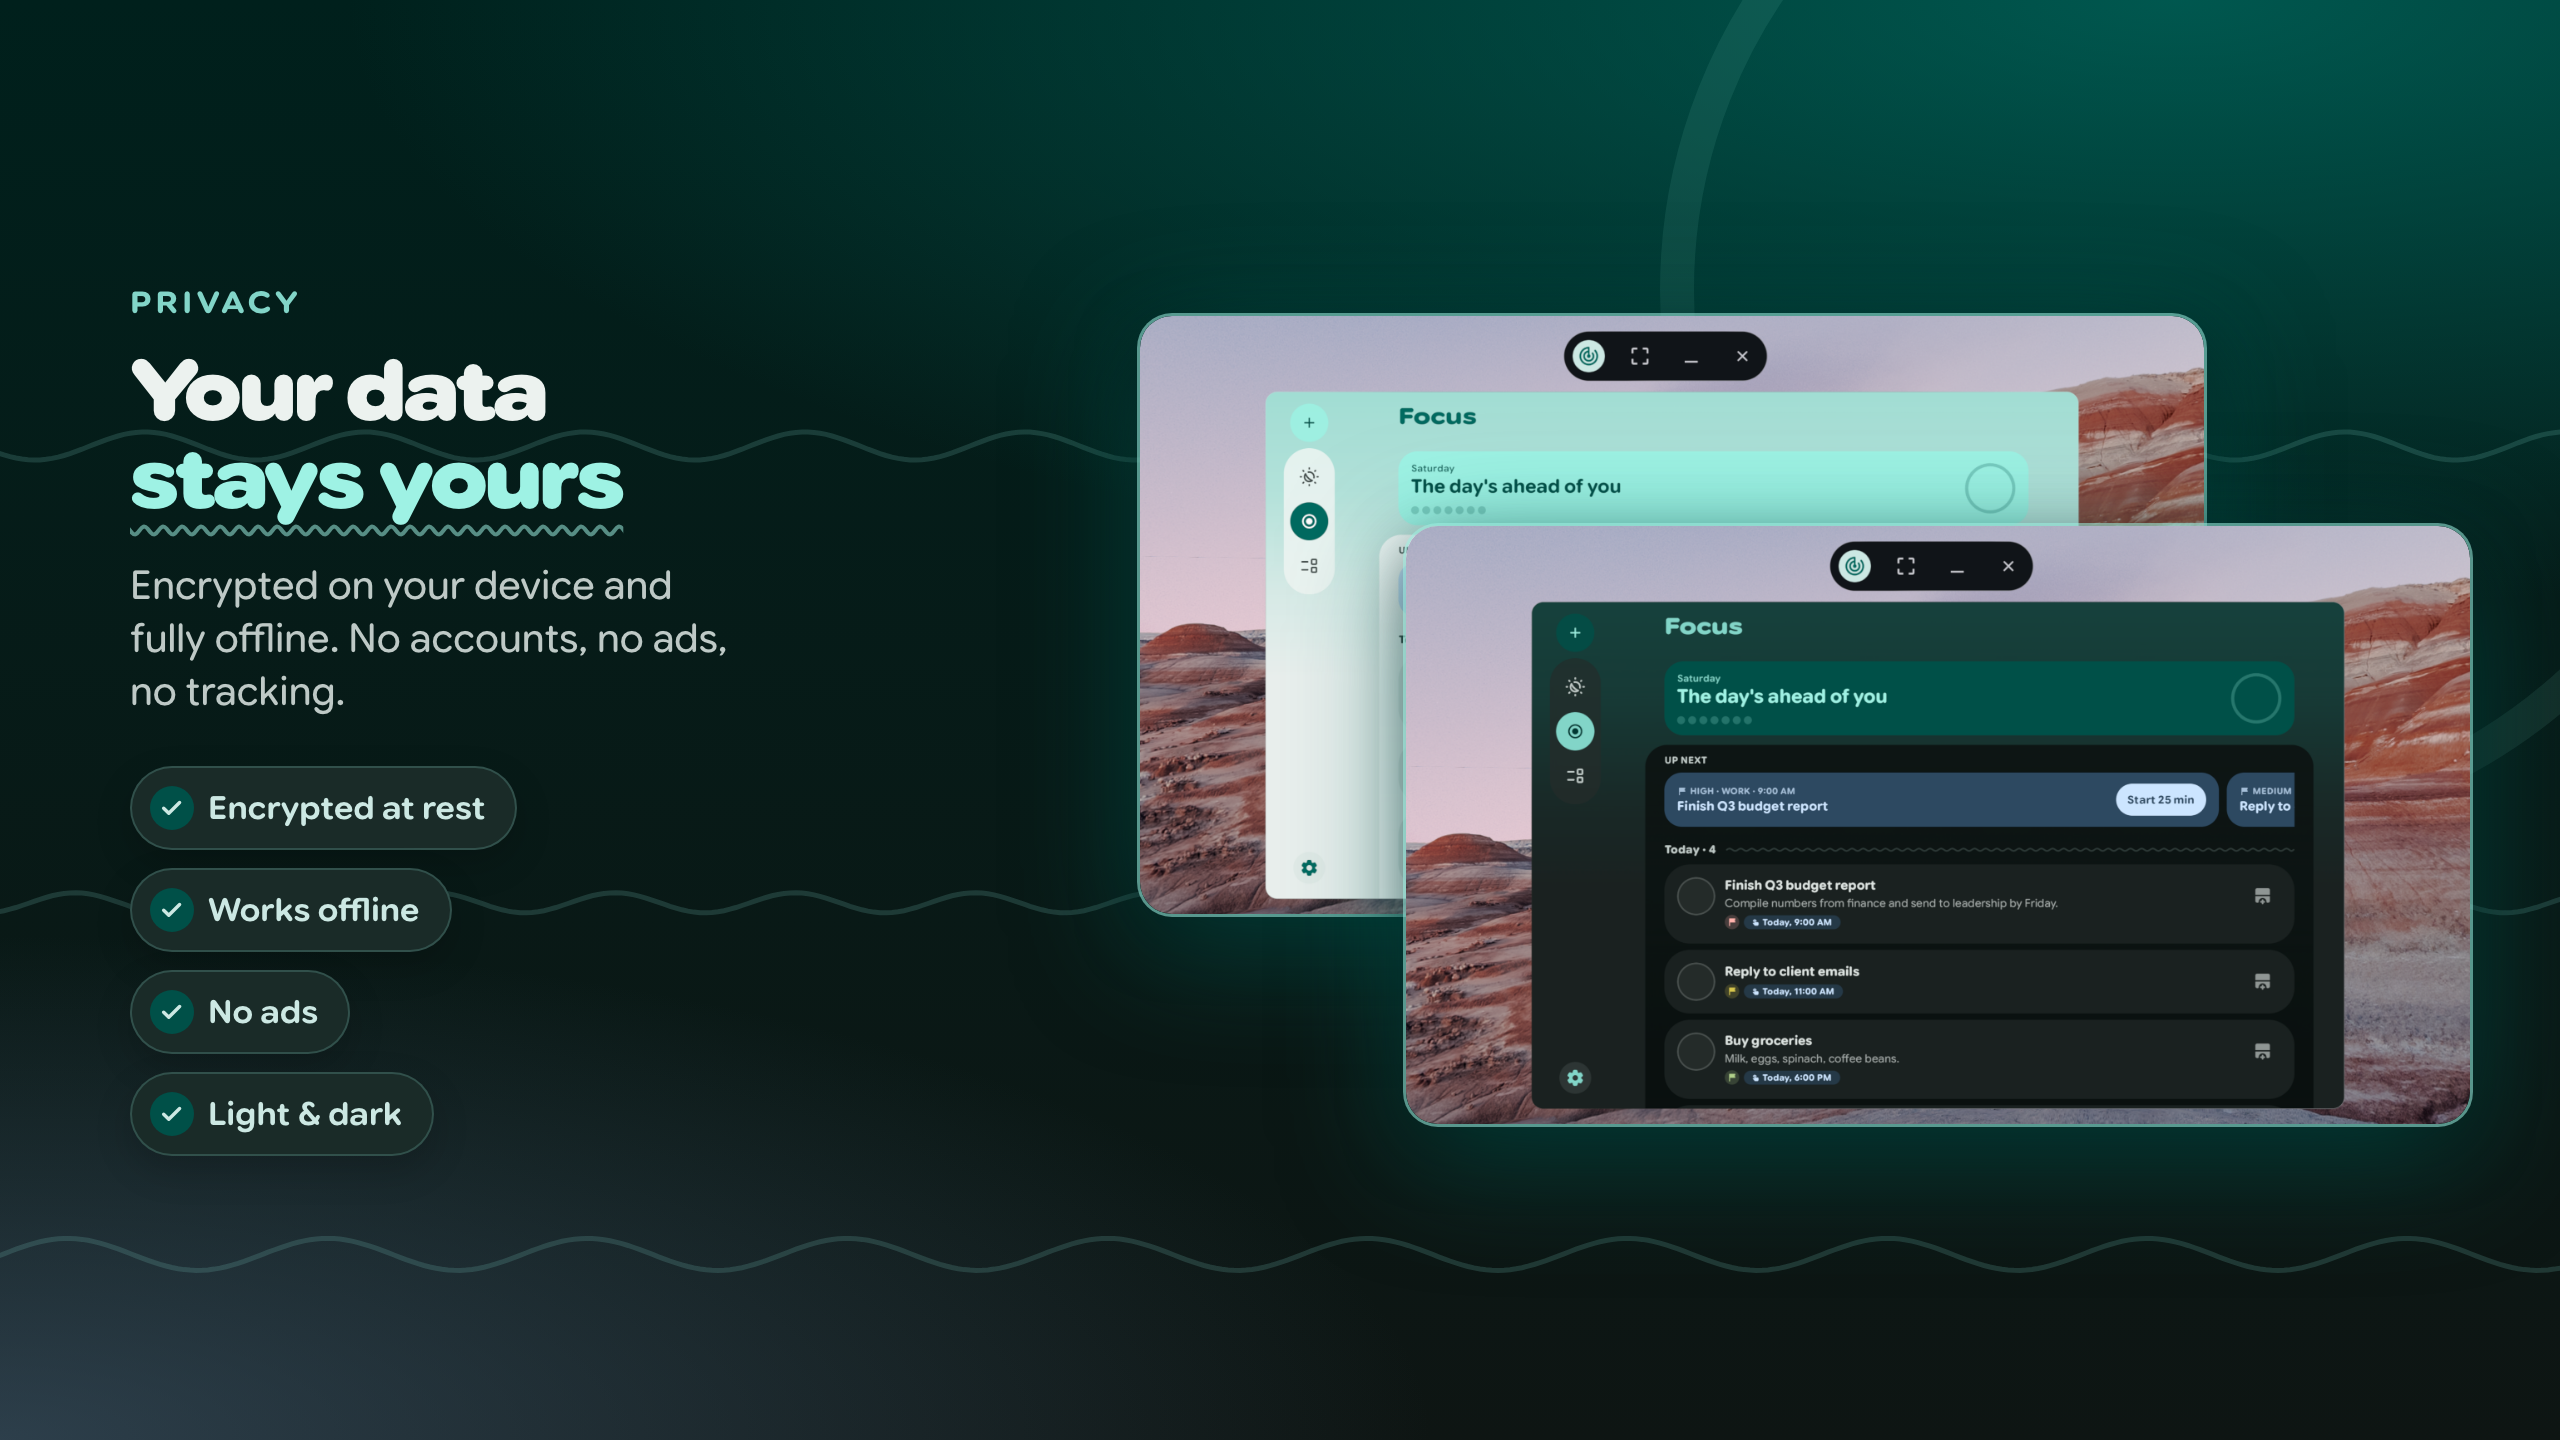 PRIVACY
Your data
stays yours
Encrypted on your device and
fully offline. No accounts, no ads,
no tracking.
Encrypted at rest
Works offline
No ads
Light & dark
Focus
Saturday
The day's ahead of you
Focus
Saturday
The day's ahead of you
UP NEXT
HIGH · WORK · 9:00 AM
Finish Q3 budget report
Start 25 min
MEDIUM
Reply to
Today · 4
Finish Q3 budget report
Compile numbers from finance and send to leadership by Friday.
Today, 9:00 AM
Reply to client emails
Today, 11:00 AM
Buy groceries
Milk, eggs, spinach, coffee beans.
Today, 6:00 PM